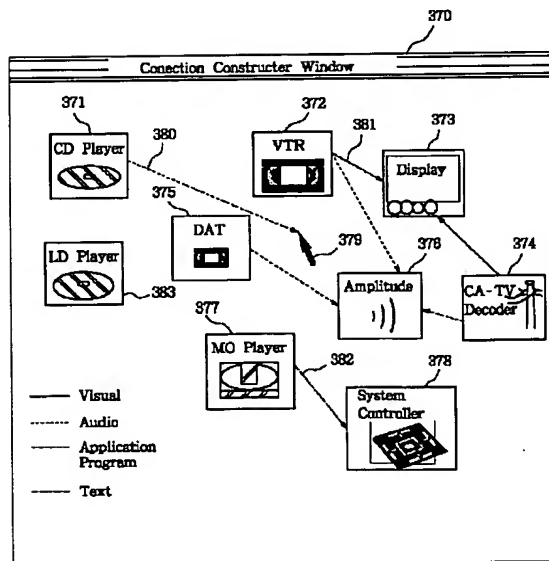 370
Conection Constructer Window
371
CD Player
380
372
VTR
381
373
Display
375
DAT
379
376
Amplitude
374
CA-TV
Decoder
LD Player
383
377
MO Player
382
378
System
Controller
Visual
Audio
Application
Program
Text